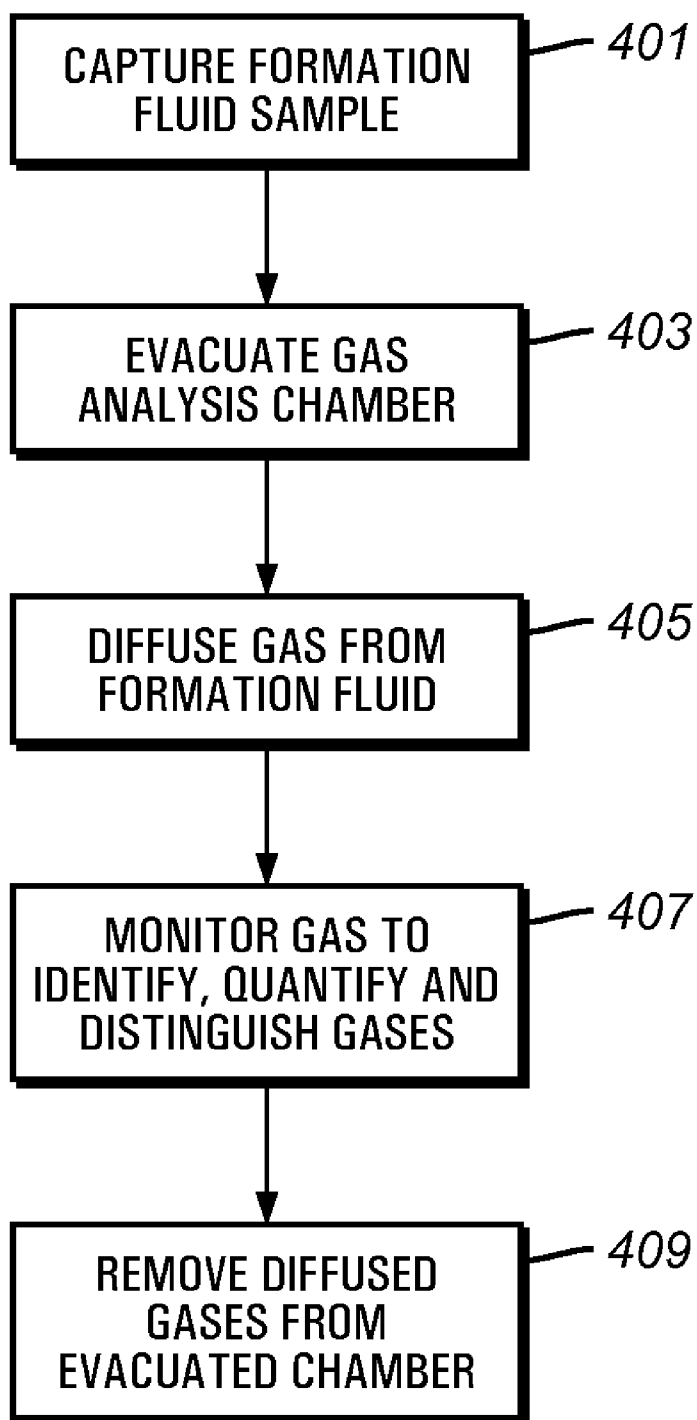 CAPTURE FORMATION
FLUID SAMPLE
401
EVACUATE GAS
ANALYSIS CHAMBER
403
DIFFUSE GAS FROM
FORMATION FLUID
405
MONITOR GAS TO
IDENTIFY, QUANTIFY AND
DISTINGUISH GASES
407
REMOVE DIFFUSED
GASES FROM
EVACUATED CHAMBER
409